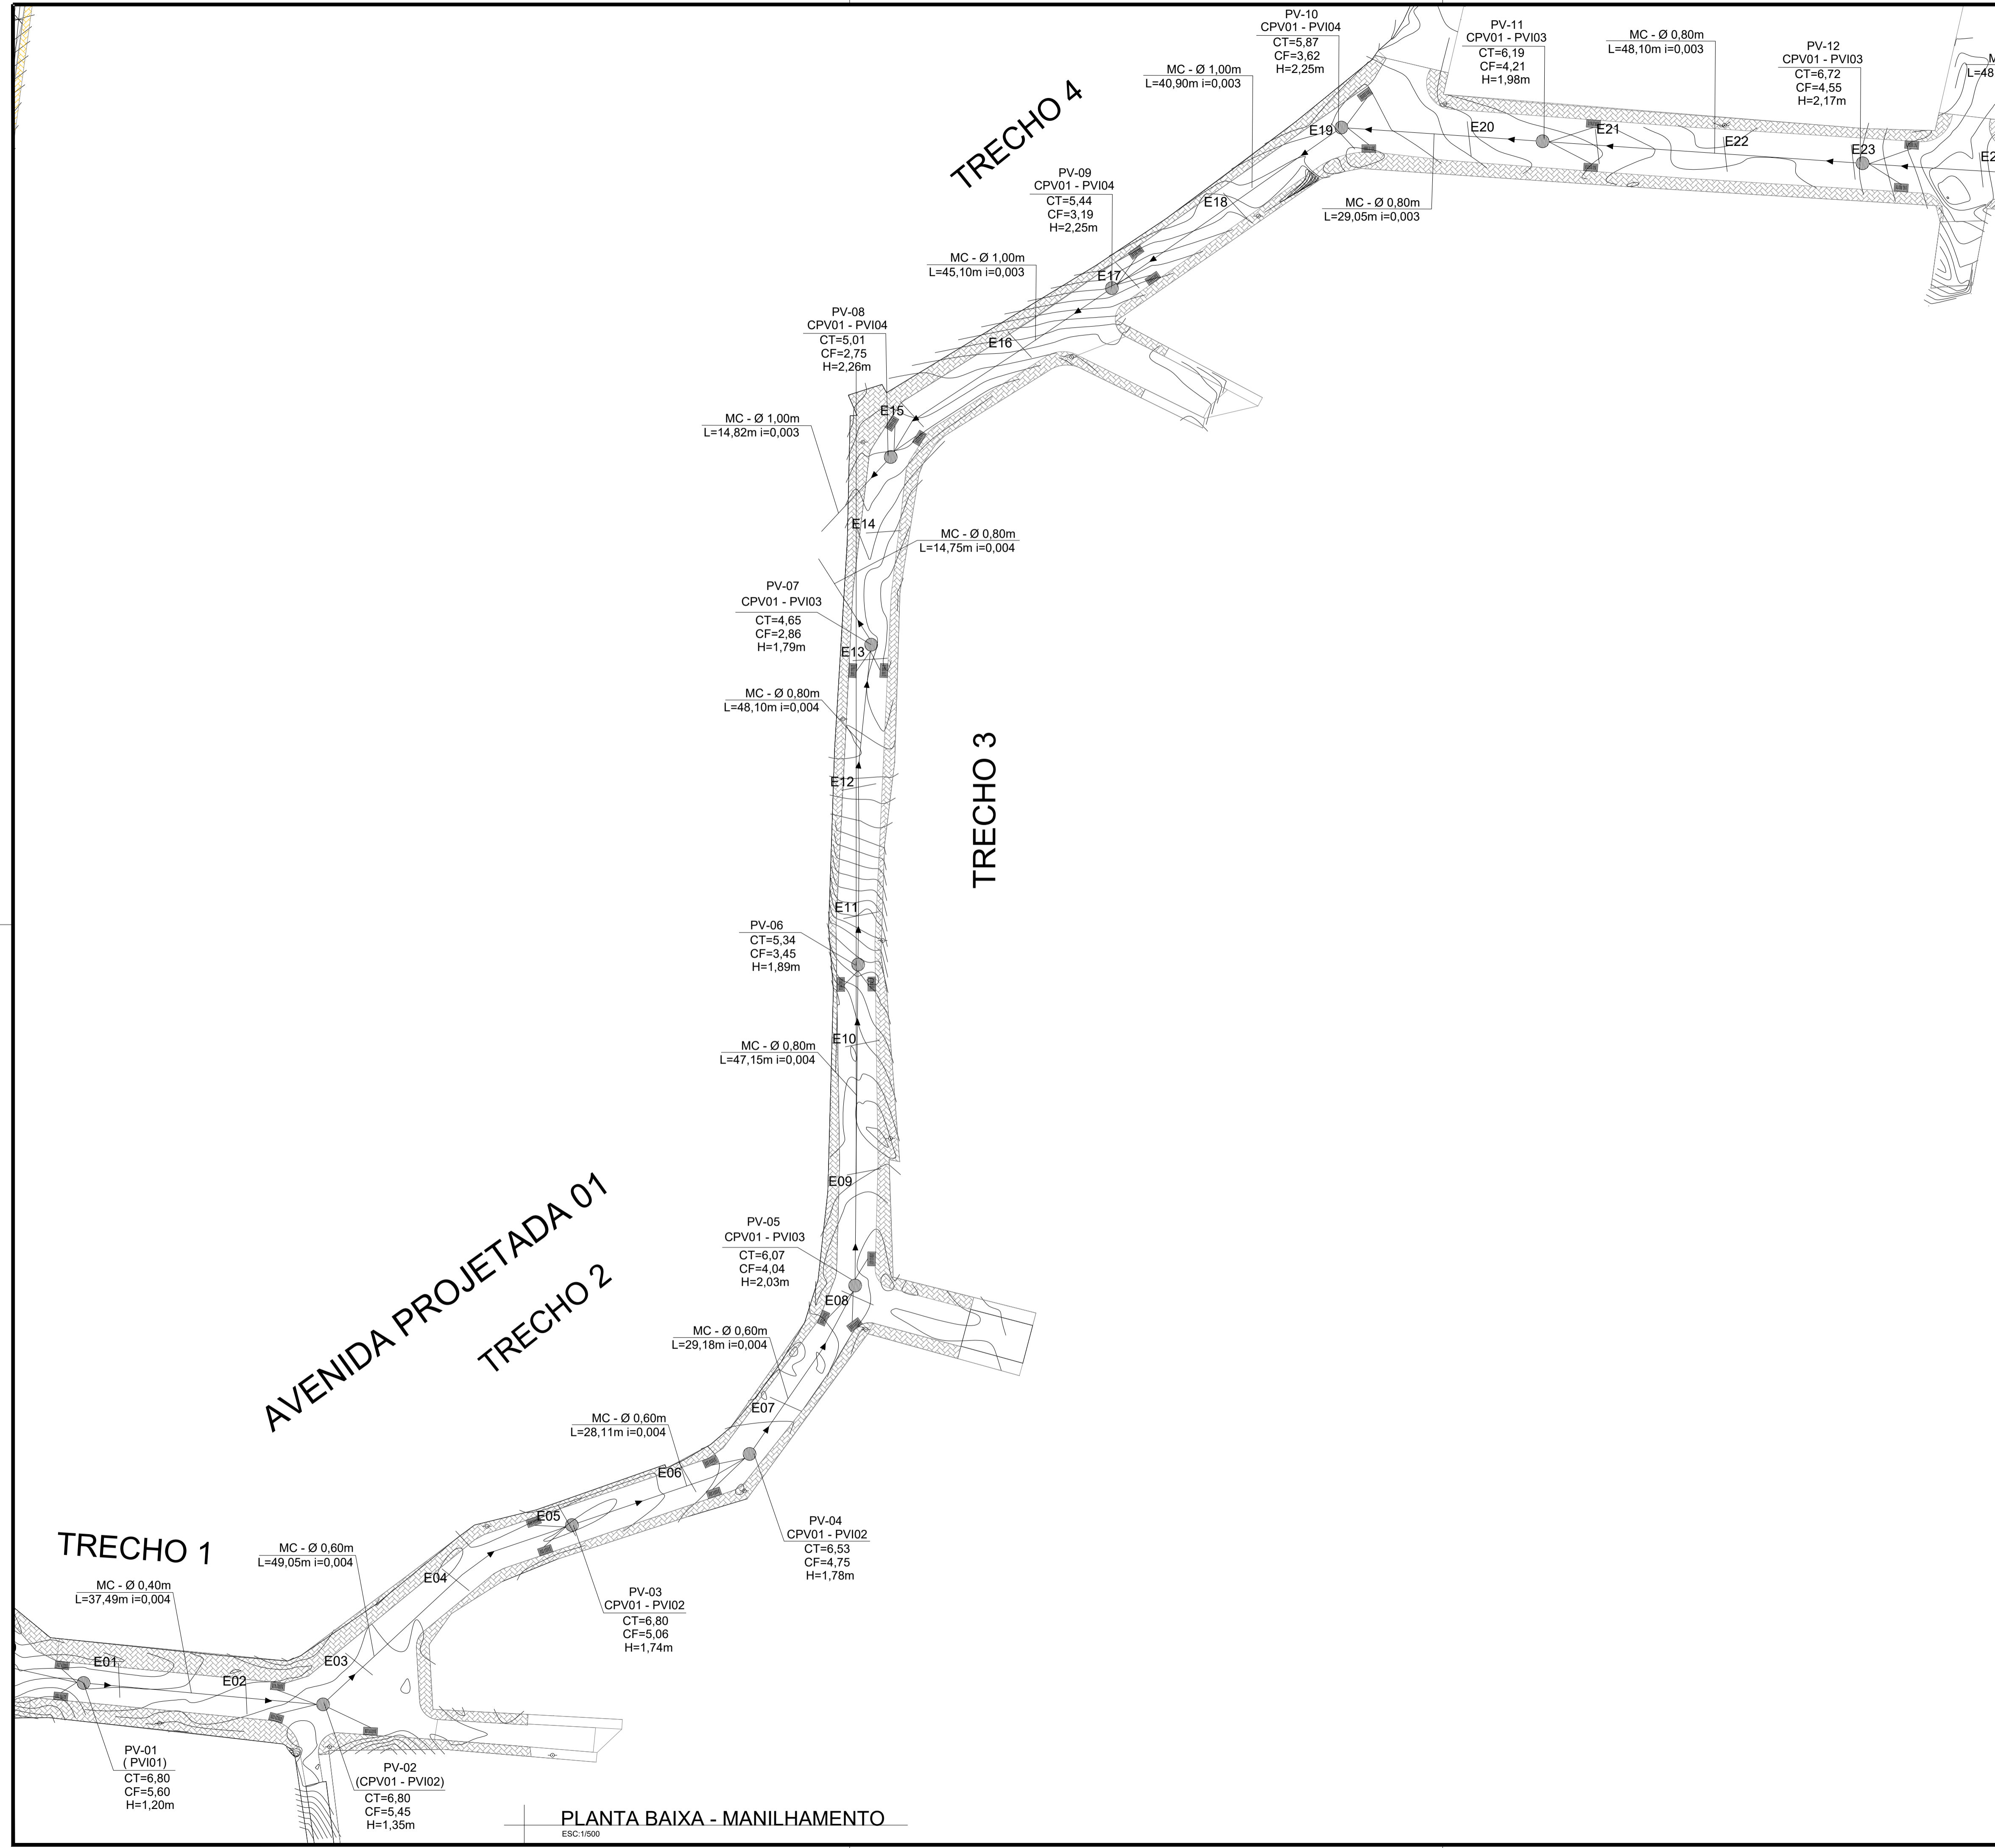 PV-10
CPV01 - PVI04
CT=5,87
CF=3,62
H=2,25m
PV-11
CPV01 - PVI03
CT=6,19
CF=4,21
H=1,98m
MC - Ø 0,80m
L=48,10m i=0,003
PV-12
CPV01 - PVI03
CT=6,72
CF=4,55
H=2,17m
L=48
MC - Ø 1,00m
L=40,90m i=0,003
TRECHO 4
E19
E20
E21
E22
E23
PV-09
CPV01 - PVI04
CT=5,44
CF=3,19
H=2,25m
E18
MC - Ø 0,80m
L=29,05m i=0,003
MC - Ø 1,00m
L=45,10m i=0,003
E17
PV-08
CPV01 - PVI04
CT=5,01
CF=2,75
H=2,26m
E16
MC - Ø 1,00m
L=14,82m i=0,003
E15
E14
MC - Ø 0,80m
L=14,75m i=0,004
PV-07
CPV01 - PVI03
CT=4,65
CF=2,86
H=1,79m
E13
MC - Ø 0,80m
L=48,10m i=0,004
E12
TRECHO 3
E11
PV-06
CT=5,34
CF=3,45
H=1,89m
E10
MC - Ø 0,80m
L=47,15m i=0,004
E09
AVENIDA PROJETADA 01
TRECHO 2
PV-05
CPV01 - PVI03
CT=6,07
CF=4,04
H=2,03m
E08
MC - Ø 0,60m
L=29,18m i=0,004
E07
MC - Ø 0,60m
L=28,11m i=0,004
E06
E05
PV-04
CPV01 - PVI02
CT=6,53
CF=4,75
H=1,78m
TRECHO 1
MC - Ø 0,60m
L=49,05m i=0,004
E04
MC - Ø 0,40m
L=37,49m i=0,004
PV-03
CPV01 - PVI02
CT=6,80
CF=5,06
H=1,74m
E01
E02
E03
PV-01
( PVI01)
CT=6,80
CF=5,60
H=1,20m
PV-02
(CPV01 - PVI02)
CT=6,80
CF=5,45
H=1,35m
PLANTA BAIXA - MANILHAMENTO
ESC:1/500